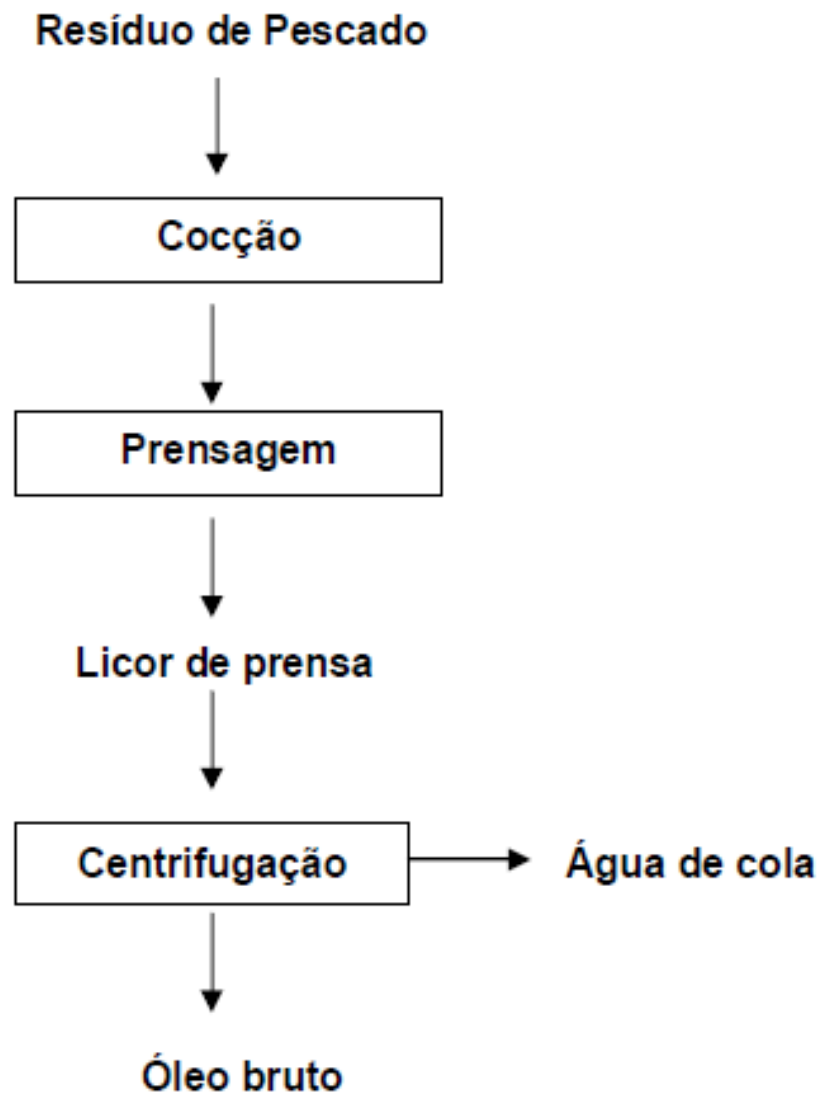 Resíduo de Pescado
Cocção
Prensagem
Licor de prensa
Centrifugação
Água de cola
Óleo bruto